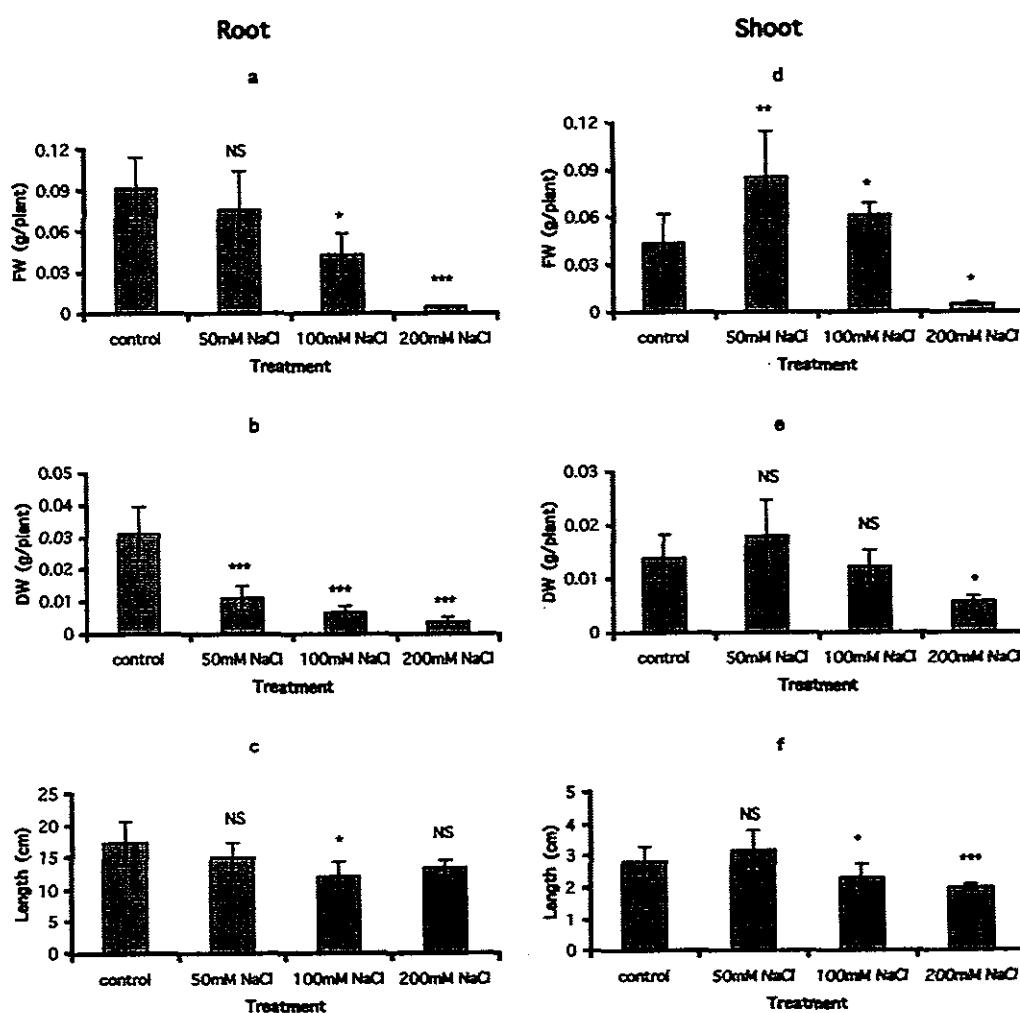 Root
Shoot
a
FW (g/plant)
0.12
0.09
0.06
0.03
0
NS
*
***
control 50mM NaCl 100mM NaCl 200mM NaCl
Treatment
d
FW (g/plant)
0.12
0.09
0.06
0.03
0
**
*
*
control 50mM NaCl 100mM NaCl 200mM NaCl
Treatment
b
DW (g/plant)
0.05
0.04
0.03
0.02
0.01
0
***
***
***
control 50mM NaCl 100mM NaCl 200mM NaCl
Treatment
e
DW (g/plant)
0.03
0.02
0.01
0
NS
NS
*
control 50mM NaCl 100mM NaCl 200mM NaCl
Treatment
c
Length (cm)
25
20
15
10
5
0
NS
*
NS
control 50mM NaCl 100mM NaCl 200mM NaCl
Treatment
f
Length (cm)
5
4
3
2
1
0
NS
*
***
control 50mM NaCl 100mM NaCl 200mM NaCl
Treatment